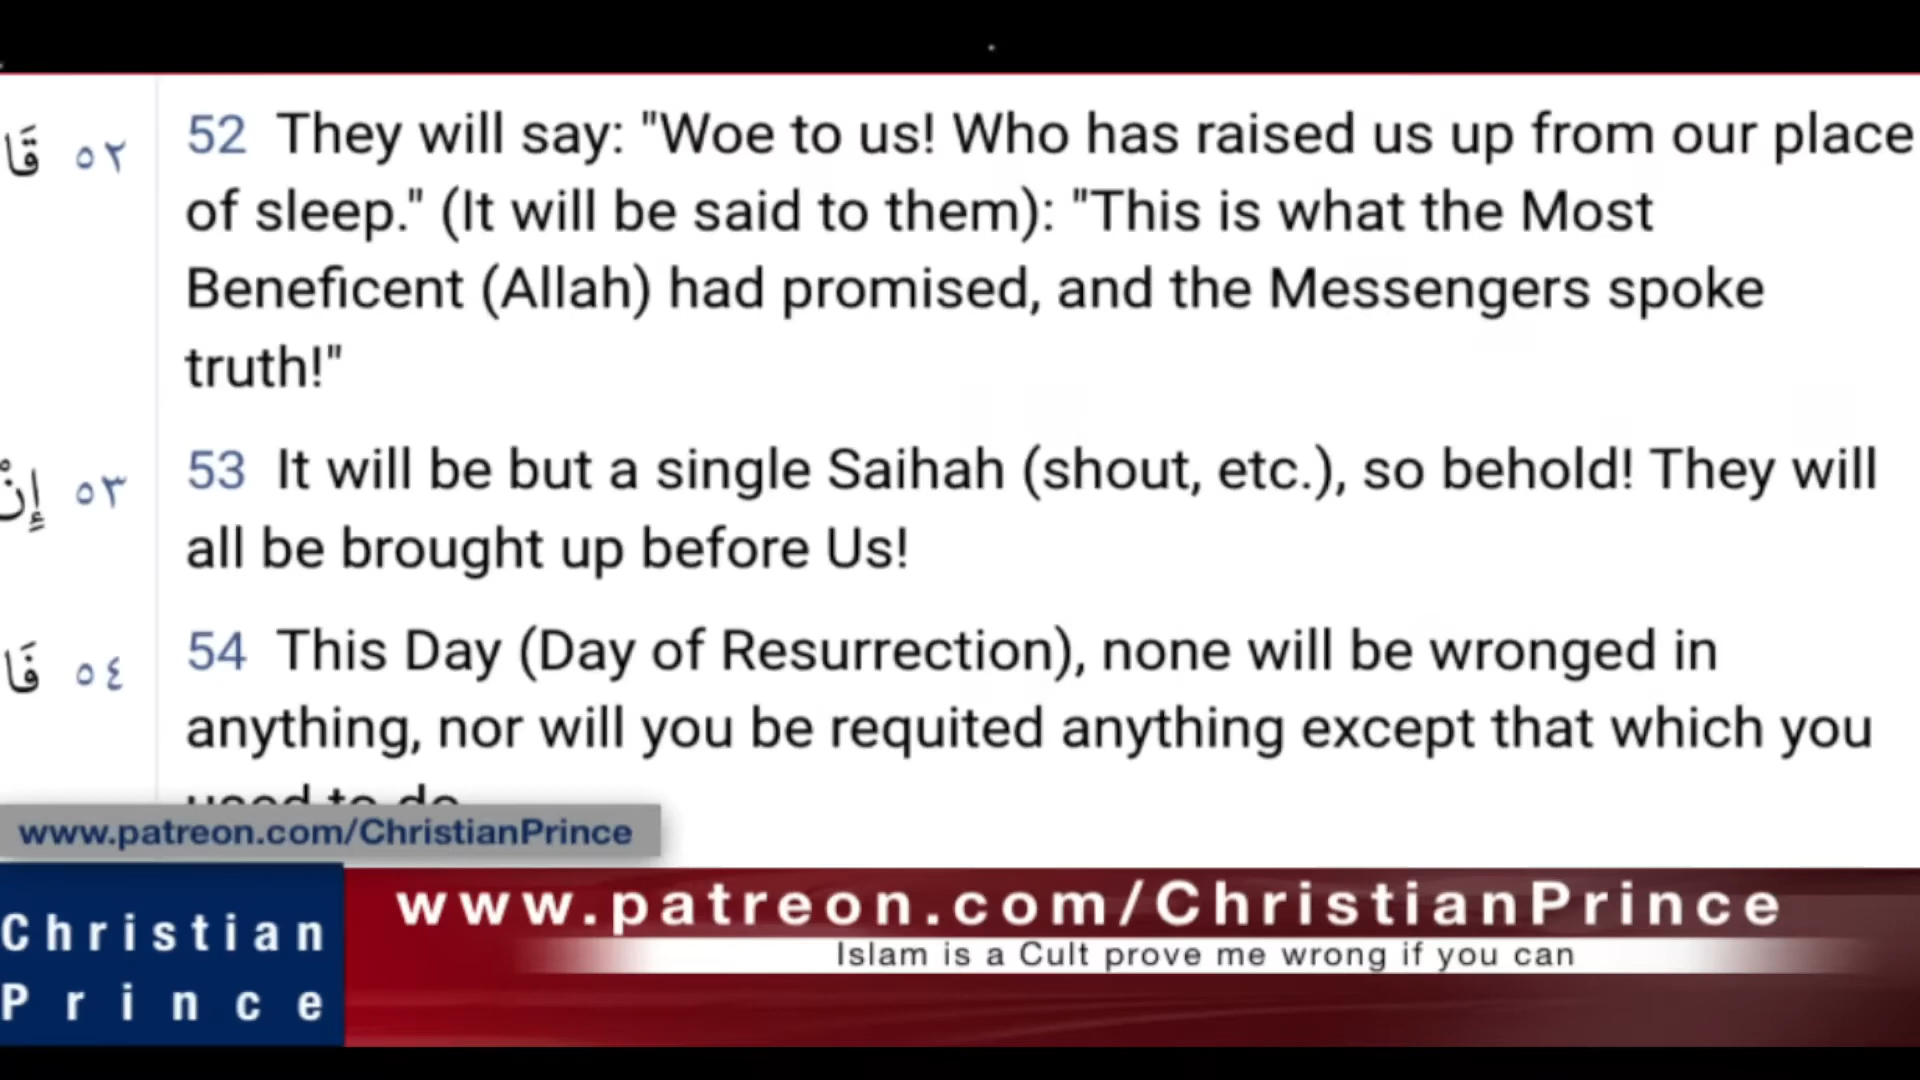 قَا ٥٢
52 They will say: "Woe to us! Who has raised us up from our place
of sleep." (It will be said to them): "This is what the Most
Beneficent (Allah) had promised, and the Messengers spoke
truth!"
إِنْ ٥٣
53 It will be but a single Saihah (shout, etc.), so behold! They will
all be brought up before Us!
فَا ٥٤
54 This Day (Day of Resurrection), none will be wronged in
anything, nor will you be requited anything except that which you
used to do
www.patreon.com/ChristianPrince
Christian
Prince
www.patreon.com/ChristianPrince
Islam is a Cult prove me wrong if you can